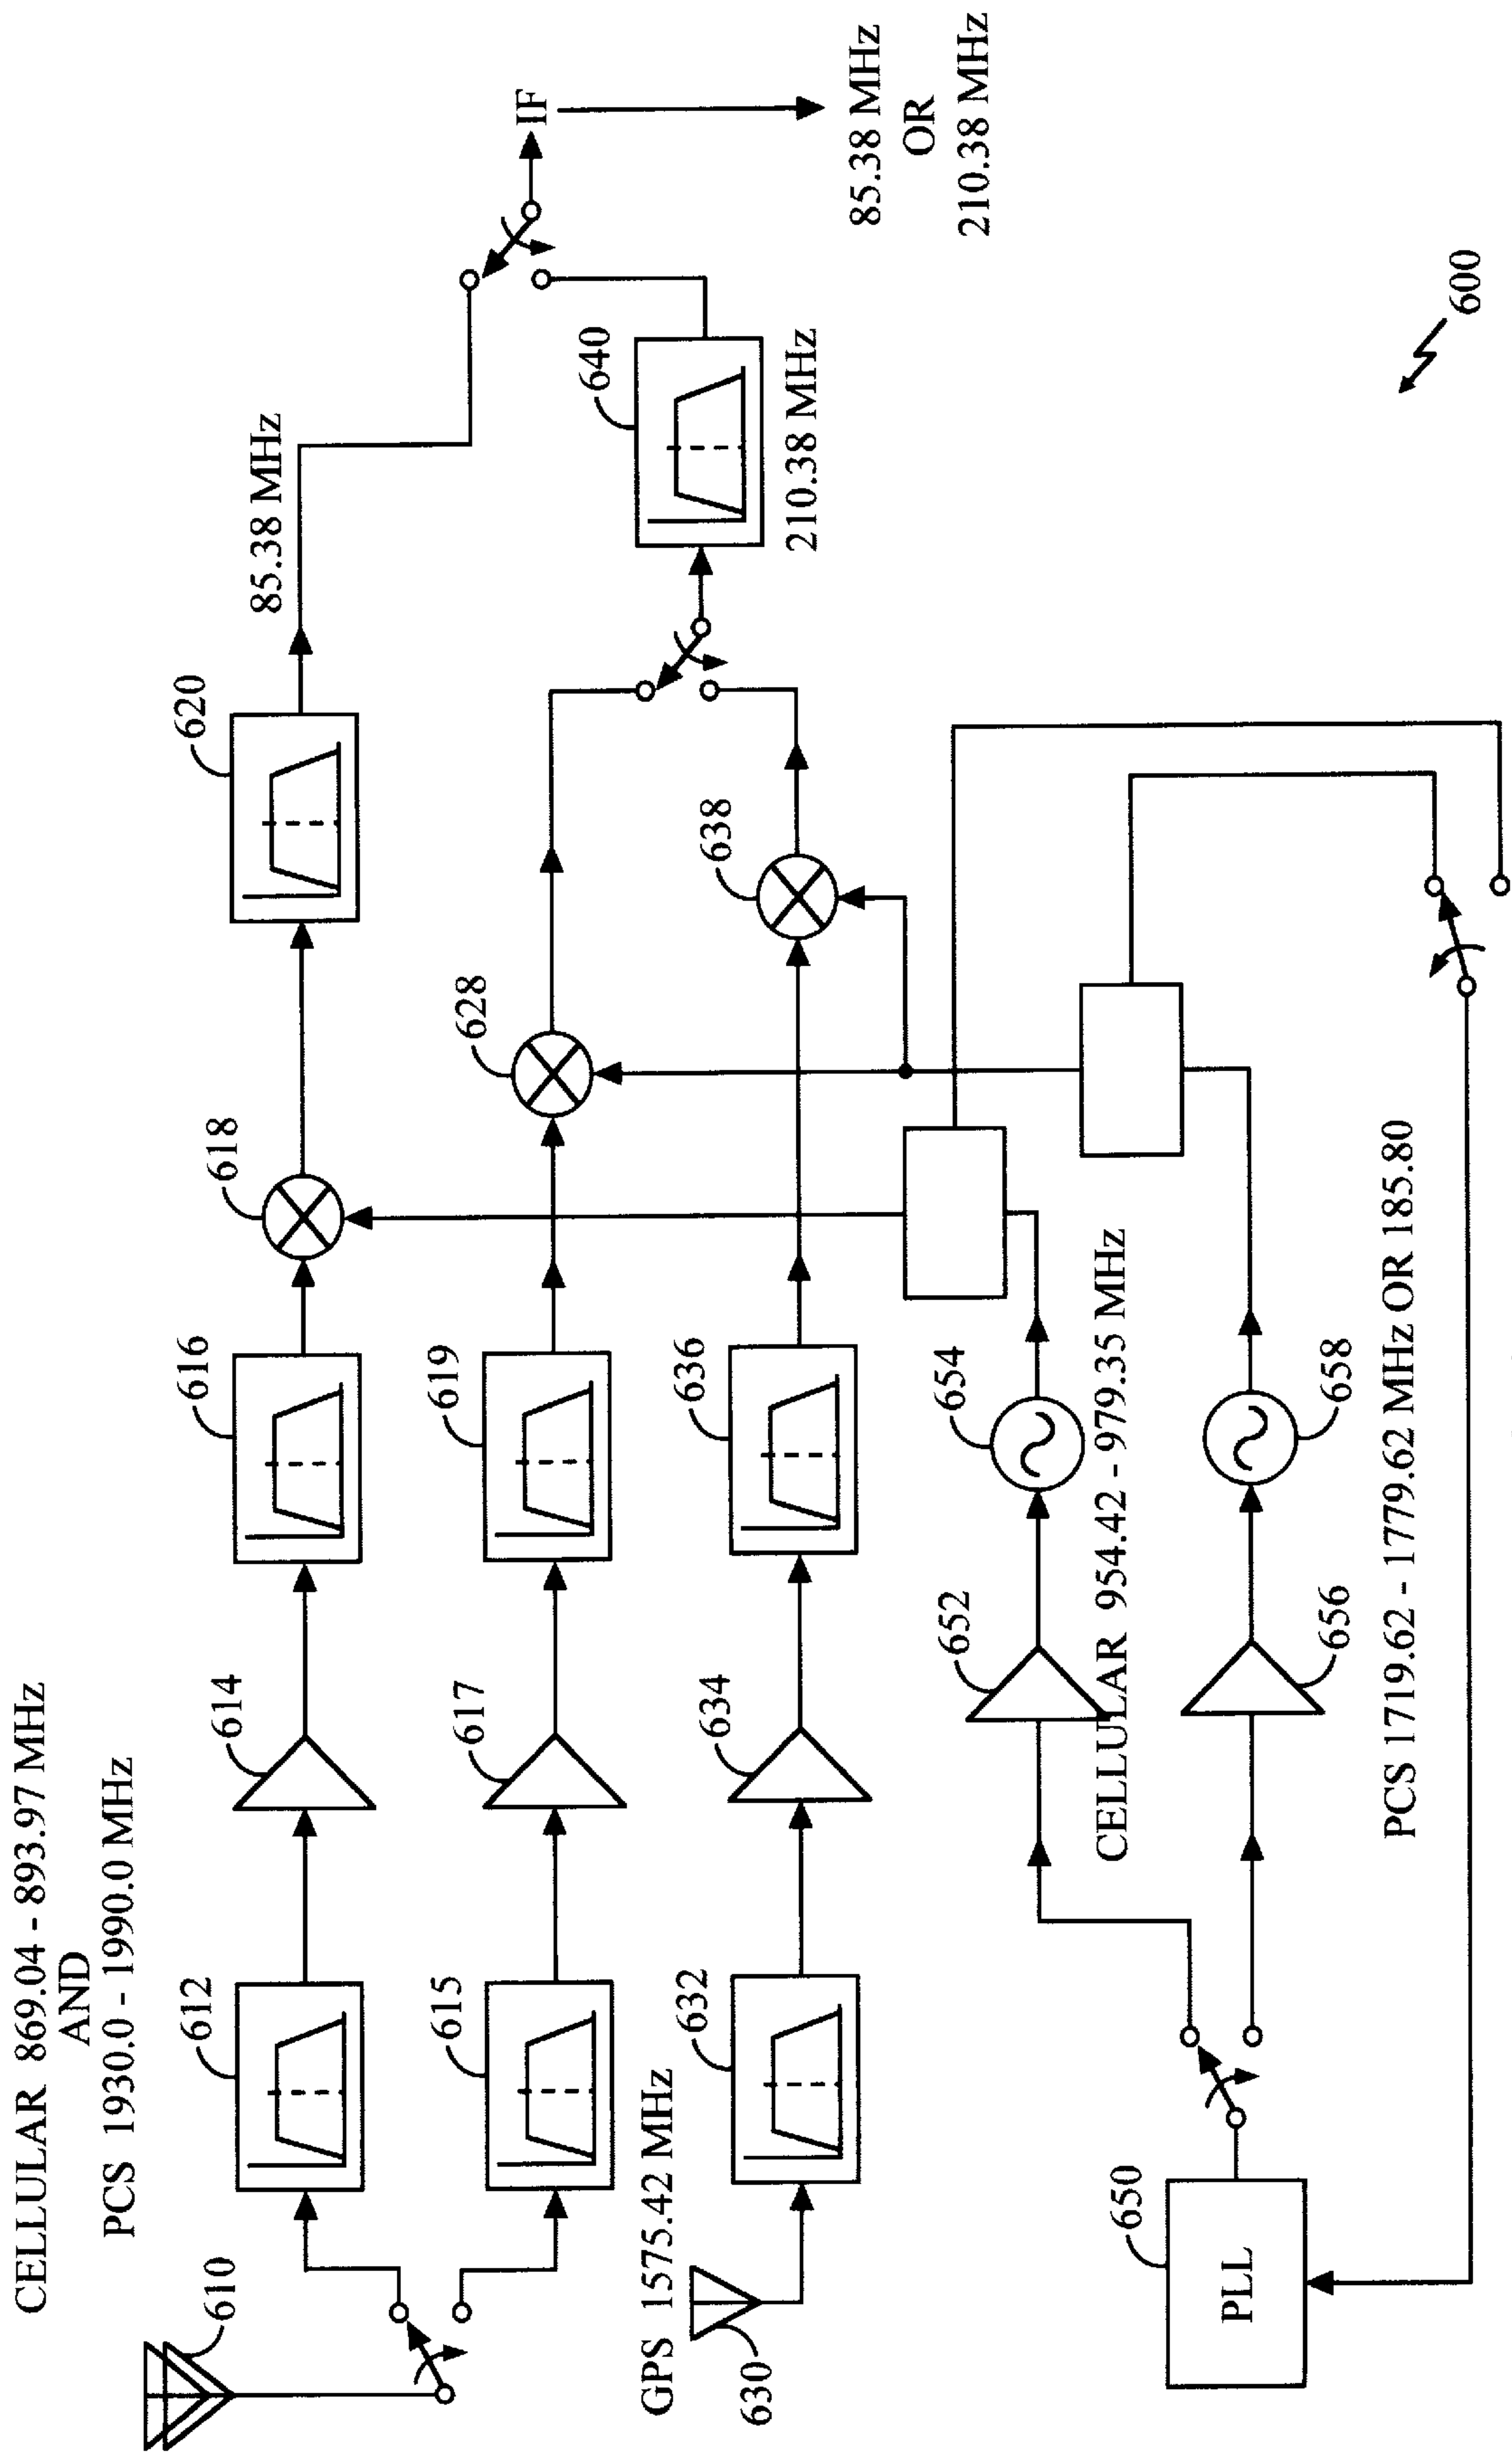 CELLULAR 869.04 - 893.97 MHz
AND
PCS 1930.0 - 1990.0 MHz
610
612
614
616
618
620
85.38 MHz
615
617
619
628
IF
85.38 MHz
OR
210.38 MHz
GPS 1575.42 MHz
630
632
634
636
638
640
210.38 MHz
652
654
CELLULAR 954.42 - 979.35 MHz
650
PLL
656
658
PCS 1719.62 - 1779.62 MHz OR 185.80
600